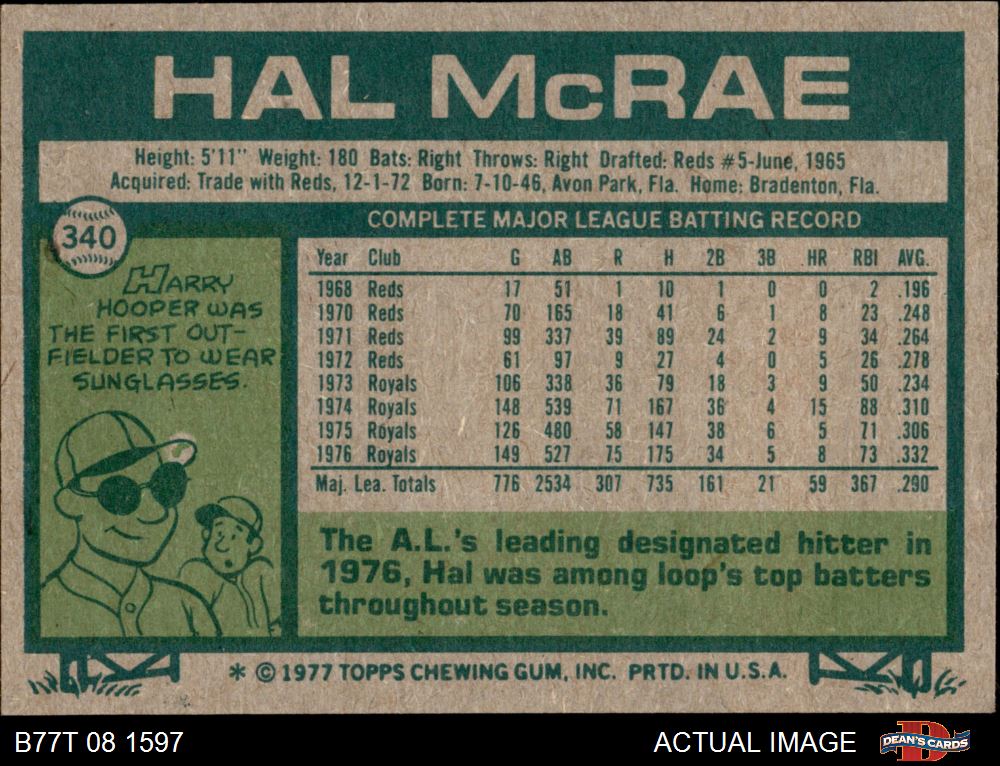 HAL McRAE
Height: 5'11" Weight: 180 Bats: Right Throws: Right Drafted: Reds #5-June, 1965
Acquired: Trade with Reds, 12-1-72 Born: 7-10-46, Avon Park, Fla. Home: Bradenton, Fla.
340
HARRY
HOOPER WAS
THE FIRST OUT-
FIELDER TO WEAR
SUNGLASSES.
COMPLETE MAJOR LEAGUE BATTING RECORD
Year Club G AB R H 2B 3B HR RBI AVG.
1968 Reds 17 51 1 10 1 0 0 2 .196
1970 Reds 70 165 18 41 6 1 8 23 .248
1971 Reds 99 337 39 89 24 2 9 34 .264
1972 Reds 61 97 9 27 4 0 5 26 .278
1973 Royals 106 338 36 79 18 3 9 50 .234
1974 Royals 148 539 71 167 36 4 15 88 .310
1975 Royals 126 480 58 147 38 6 5 71 .306
1976 Royals 149 527 75 175 34 5 8 73 .332
Maj. Lea. Totals 776 2534 307 735 161 21 59 367 .290
The A.L.'s leading designated hitter in
1976, Hal was among loop's top batters
throughout season.
* © 1977 TOPPS CHEWING GUM, INC. PRTD. IN U.S.A.
B77T 08 1597
ACTUAL IMAGE
D
DEAN'S CARDS